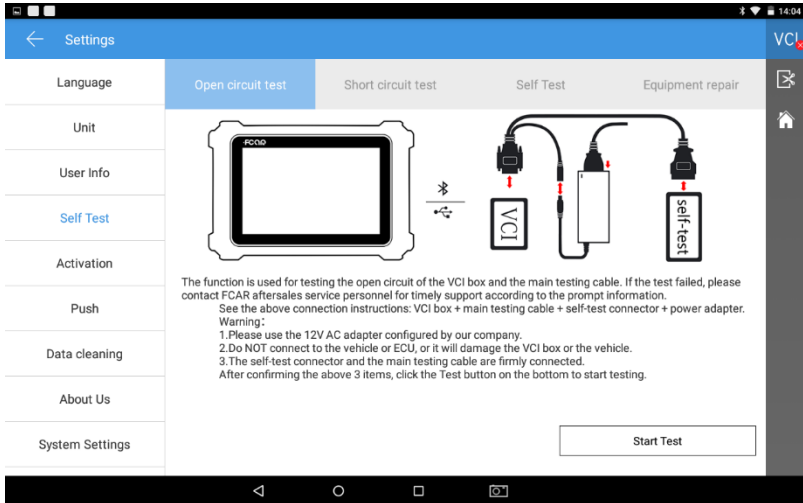 14:04
Settings
VCI
Language
Open circuit test
Short circuit test
Self Test
Equipment repair
Unit
User Info
Self Test
Activation
Push
Data cleaning
About Us
System Settings
FCAR
VCI
self-test
The function is used for testing the open circuit of the VCI box and the main testing cable. If the test failed, please
contact FCAR aftersales service personnel for timely support according to the prompt information.
See the above connection instructions: VCI box + main testing cable + self-test connector + power adapter.
Warning：
1.Please use the 12V AC adapter configured by our company.
2.Do NOT connect to the vehicle or ECU, or it will damage the VCI box or the vehicle.
3.The self-test connector and the main testing cable are firmly connected.
After confirming the above 3 items, click the Test button on the bottom to start testing.
Start Test